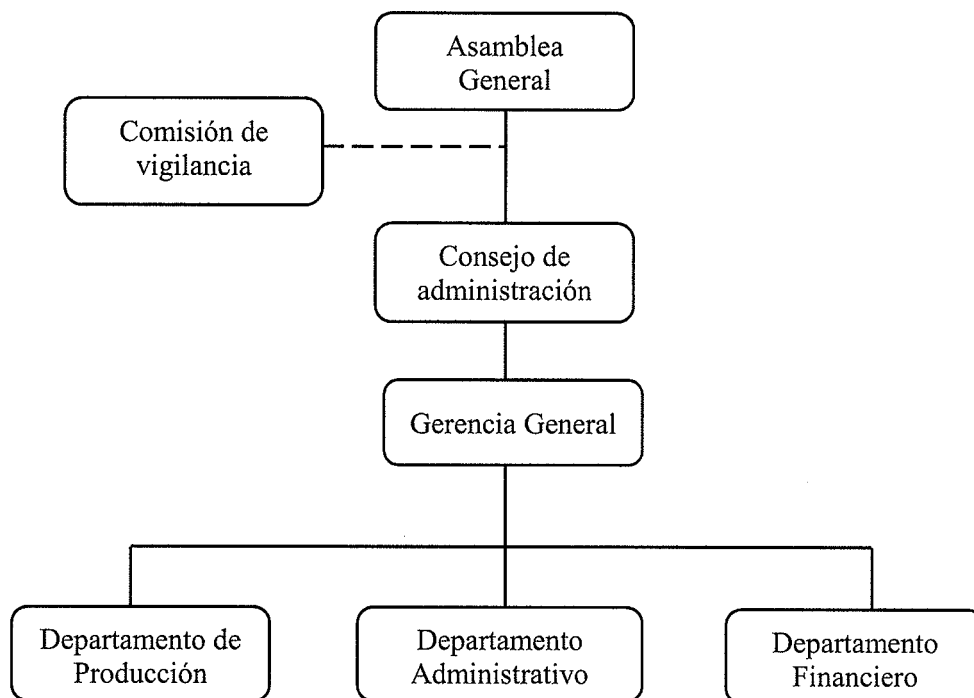 Asamblea
General
Comisión de
vigilancia
Consejo de
administración
Gerencia General
Departamento de
Producción
Departamento
Administrativo
Departamento
Financiero